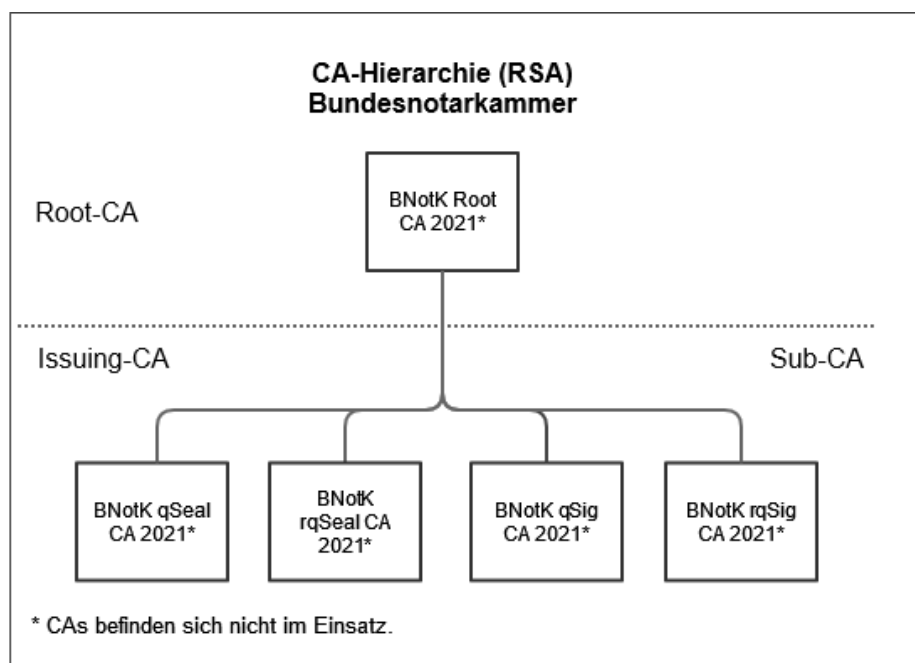 CA-Hierarchie (RSA)
Bundesnotarkammer
Root-CA
BNotK Root
CA 2021*
Issuing-CA
Sub-CA
BNotK qSeal
CA 2021*
BNotK
rqSeal CA
2021*
BNotK qSig
CA 2021*
BNotK rqSig
CA 2021*
* CAs befinden sich nicht im Einsatz.